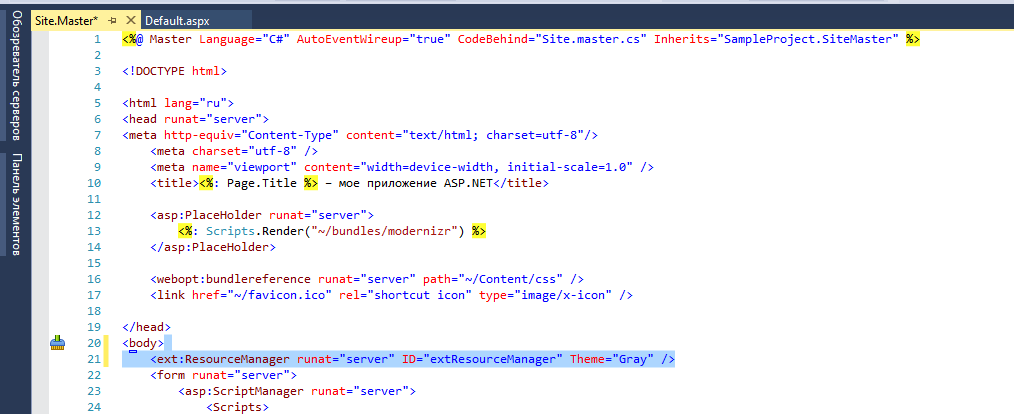 Обозреватель серверов
Панель элементов
Site.Master*
Default.aspx
1 <%@ Master Language="C#" AutoEventWireup="true" CodeBehind="Site.master.cs" Inherits="SampleProject.SiteMaster" %>
2
3 <!DOCTYPE html>
4
5 <html lang="ru">
6 <head runat="server">
7 <meta http-equiv="Content-Type" content="text/html; charset=utf-8"/>
8     <meta charset="utf-8" />
9     <meta name="viewport" content="width=device-width, initial-scale=1.0" />
10     <title><%: Page.Title %> – мое приложение ASP.NET</title>
11
12     <asp:PlaceHolder runat="server">
13         <%: Scripts.Render("~/bundles/modernizr") %>
14     </asp:PlaceHolder>
15
16     <webopt:bundlereference runat="server" path="~/Content/css" />
17     <link href="~/favicon.ico" rel="shortcut icon" type="image/x-icon" />
18
19 </head>
20 <body>
21     <ext:ResourceManager runat="server" ID="extResourceManager" Theme="Gray" />
22     <form runat="server">
23         <asp:ScriptManager runat="server">
24             <Scripts>